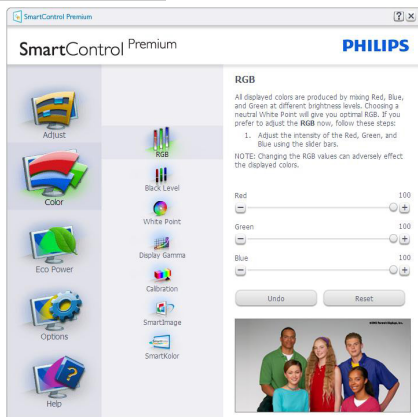 SmartControl Premium
SmartControl Premium
PHILIPS
Adjust
Color
Eco Power
Options
Help
RGB
Black Level
White Point
Display Gamma
Calibration
SmartImage
SmartKolor
RGB
All displayed colors are produced by mixing Red, Blue,
and Green at different brightness levels. Choosing a
neutral White Point will give you optimal RGB. If you
prefer to adjust the RGB now, follow these steps:
1. Adjust the intensity of the Red, Green, and
Blue using the slider bars.
NOTE: Changing the RGB values can adversely effect
the displayed colors.
Red 100
Green 100
Blue 100
Undo
Reset